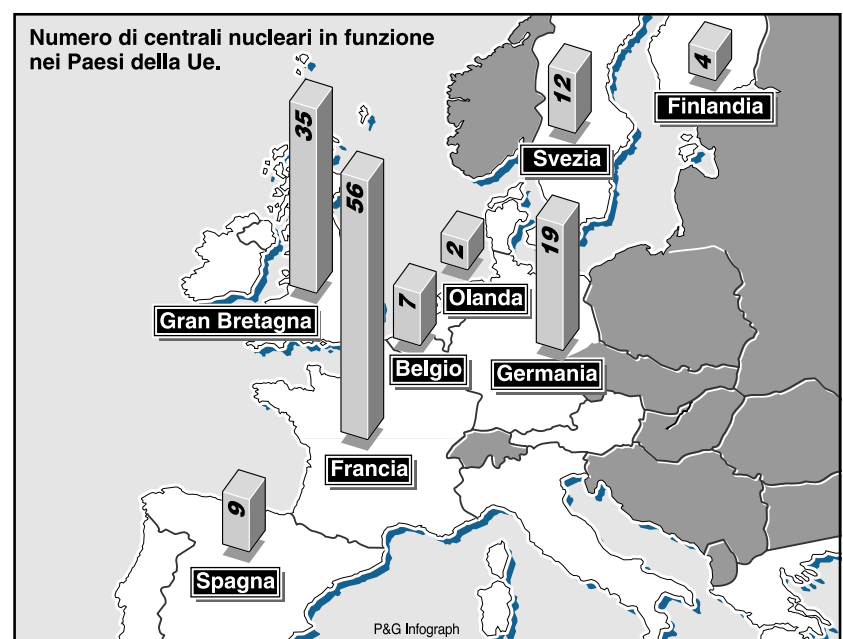 Numero di centrali nucleari in funzione
nei Paesi della Ue.
4
Finlandia
12
Svezia
35
Gran Bretagna
56
Francia
2
Olanda
19
Germania
7
Belgio
9
Spagna
P&G Infograph